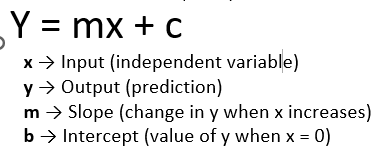 Y = mx + c
x → Input (independent variable)
y → Output (prediction)
m → Slope (change in y when x increases)
b → Intercept (value of y when x = 0)